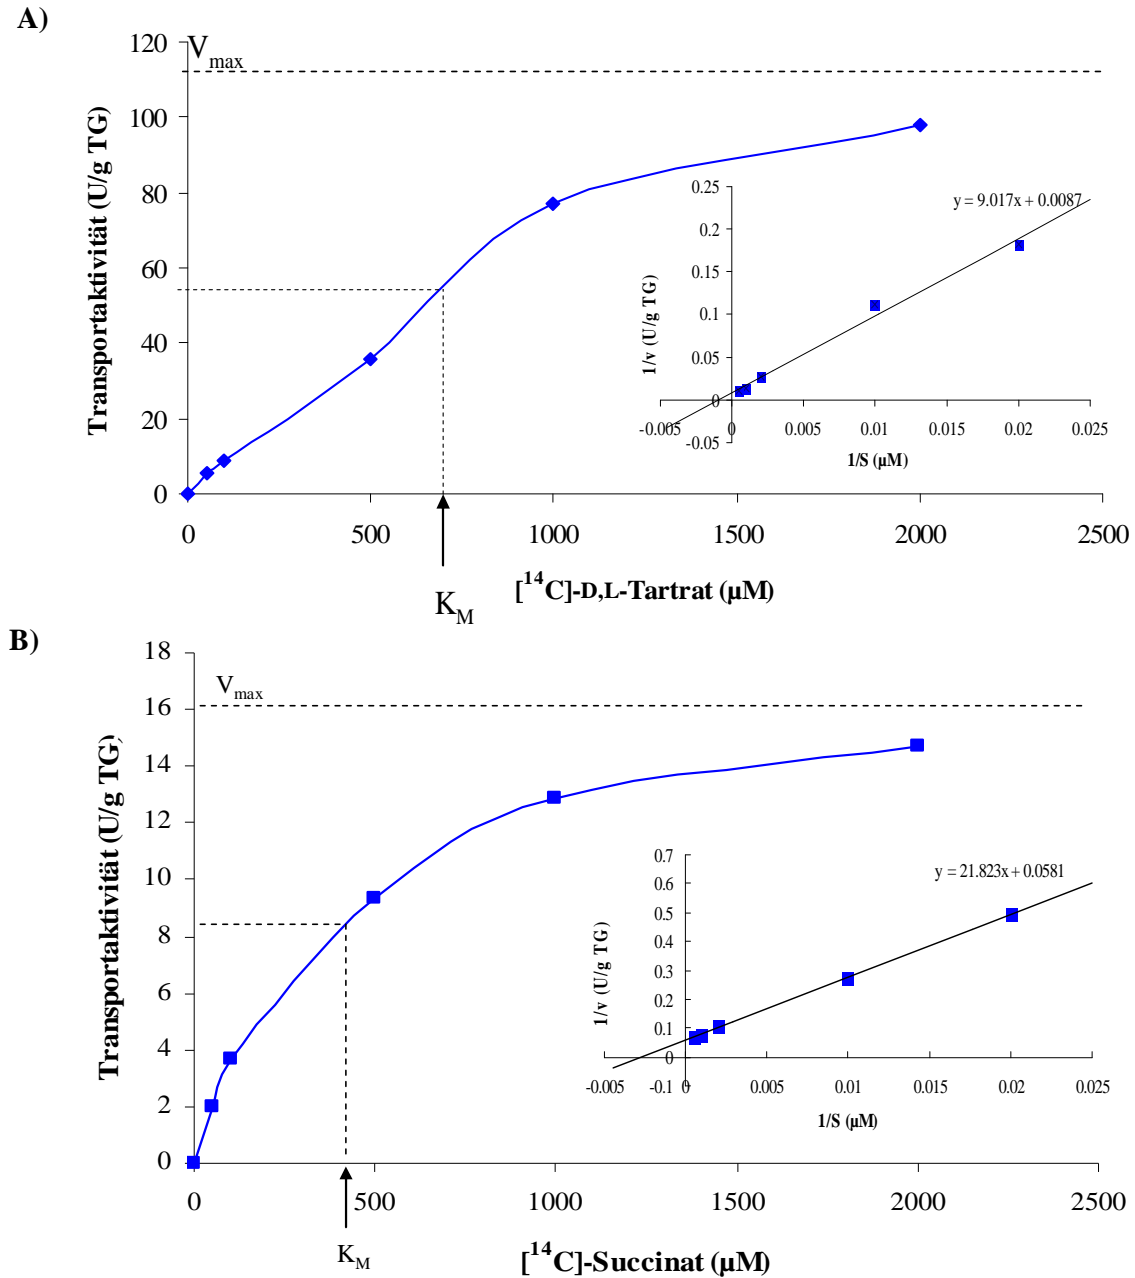 A)
120
100
80
60
40
20
0
Transportaktivität (U/g TG)
Vmax
0 500 1000 1500 2000 2500
KM
[14C]-D,L-Tartrat (µM)
0.25
0.2
0.15
0.1
0.05
0
-0.05
1/v (U/g TG)
y = 9.017x + 0.0087
-0.005 0 0.005 0.01 0.015 0.02 0.025
1/S (µM)
B)
18
16
14
12
10
8
6
4
2
0
Transportaktivität (U/g TG)
Vmax
0 500 1000 1500 2000 2500
KM
[14C]-Succinat (µM)
0.7
0.6
0.5
0.4
0.3
0.2
0.1
0
-0.1
1/v (U/g TG)
y = 21.823x + 0.0581
-0.005 0 0.005 0.01 0.015 0.02 0.025
1/S (µM)